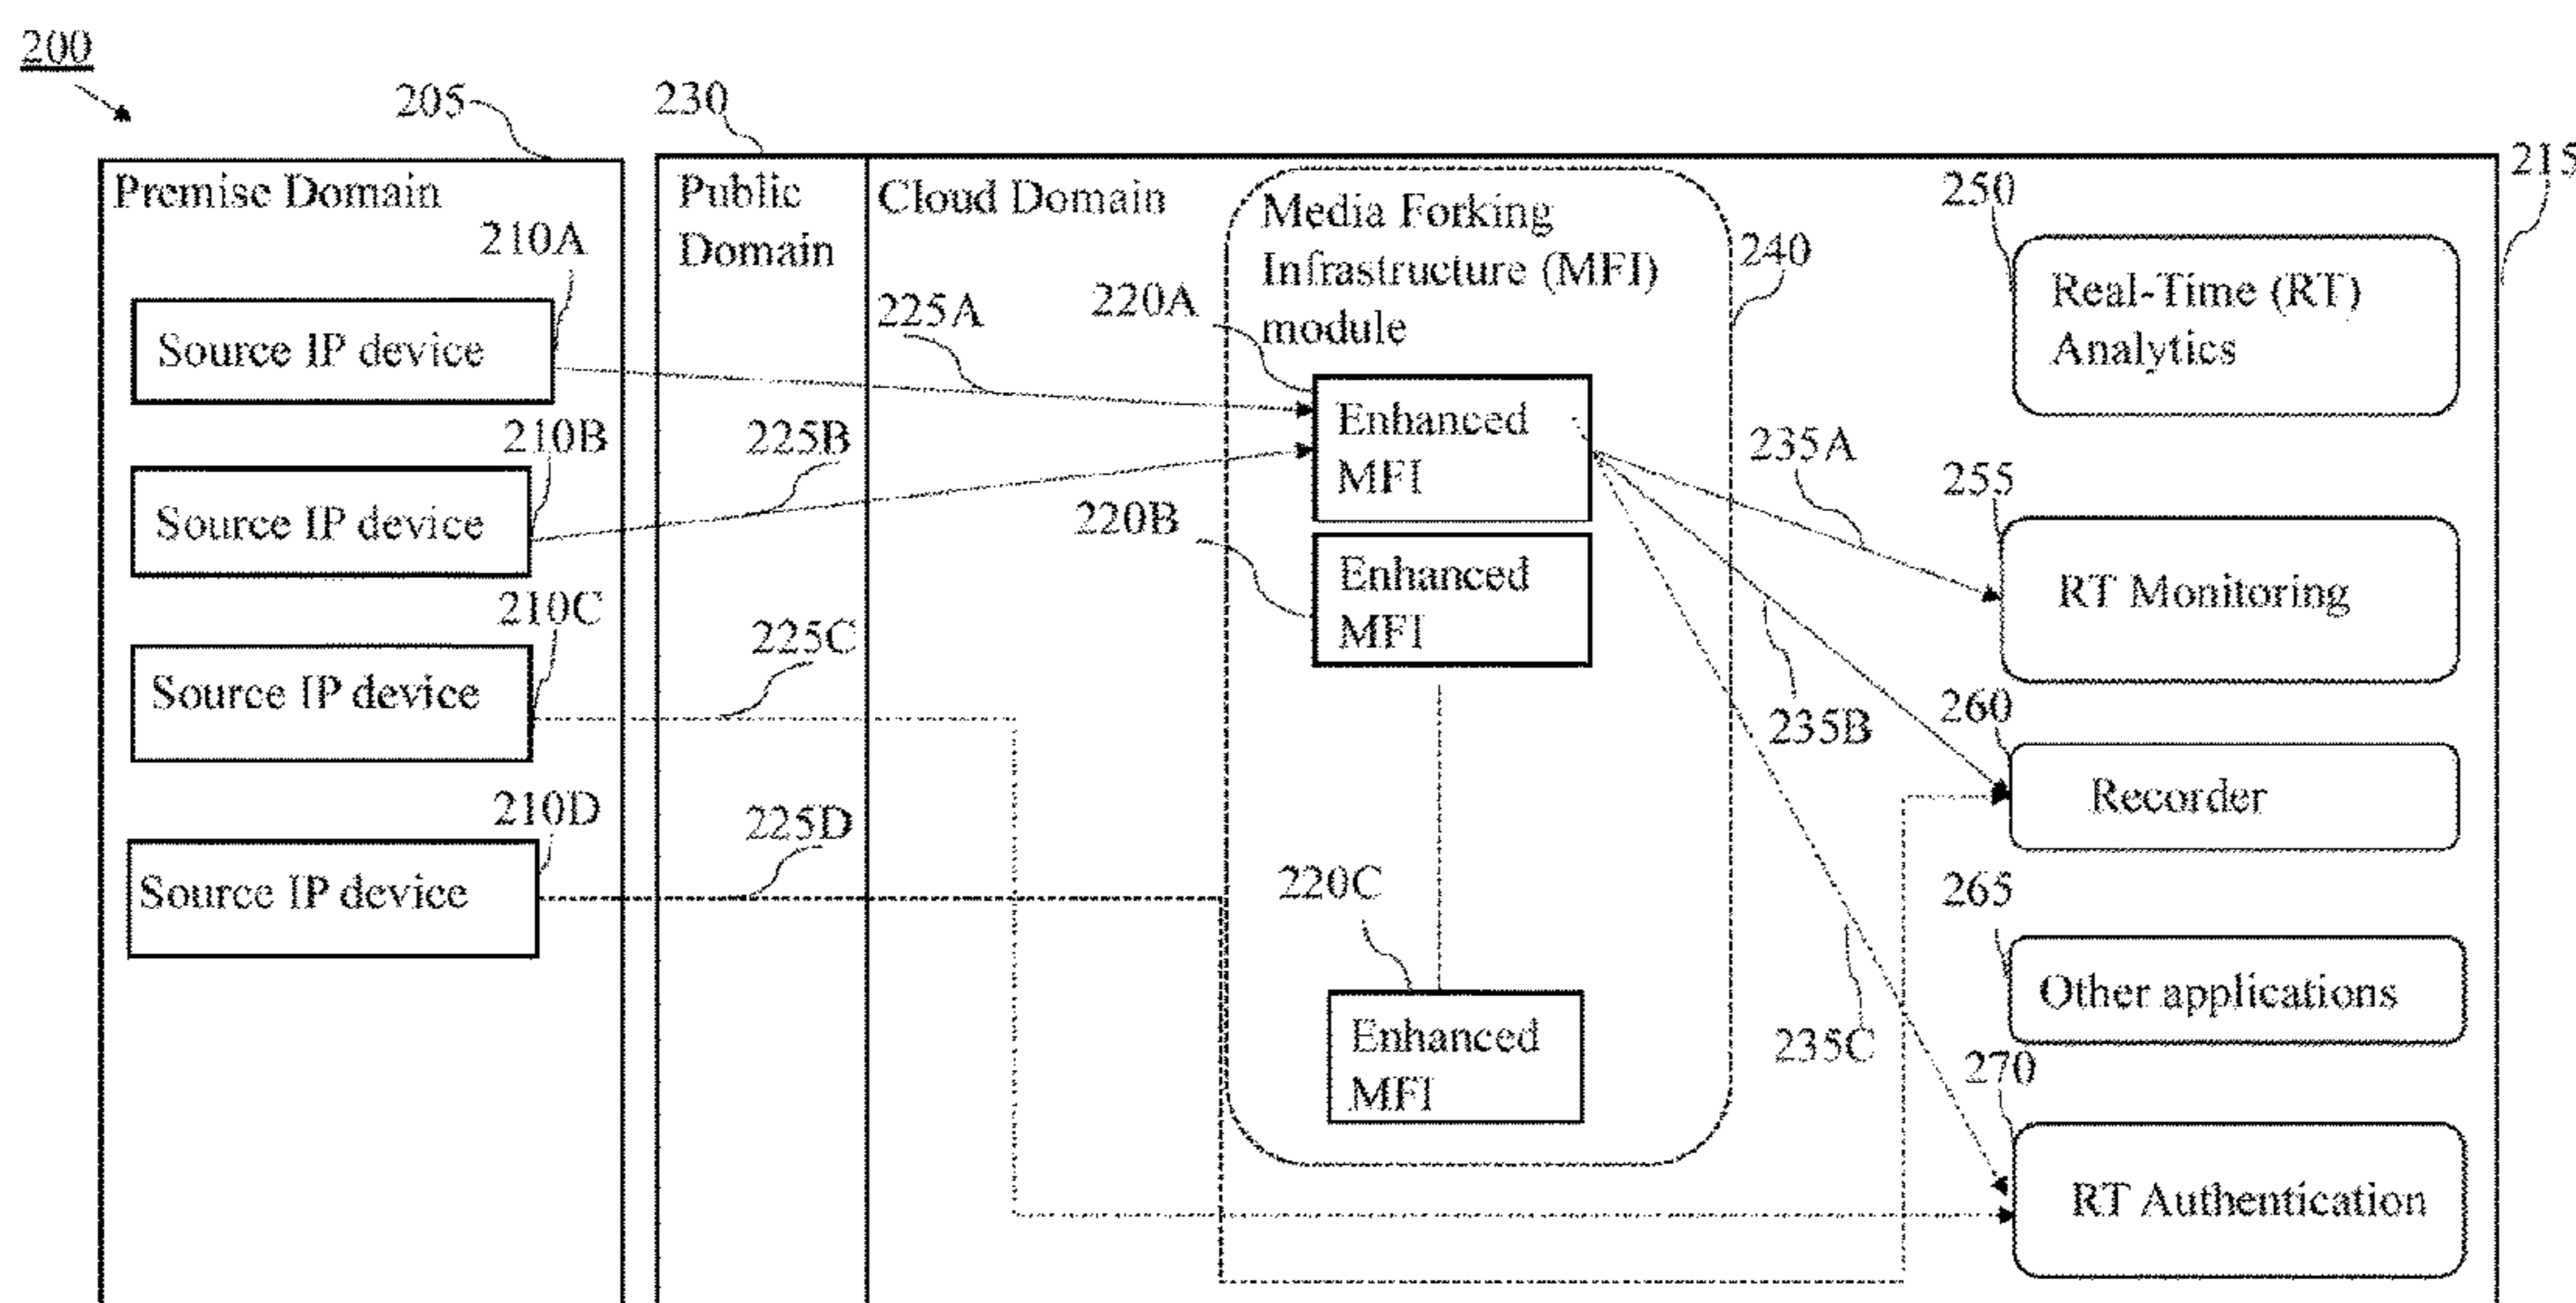 200
205
230
215
Premise Domain
Public
Domain
Cloud Domain
Media Forking
Infrastructure (MFI)
module
240
250
Real-Time (RT)
Analytics
210A
Source IP device
225A
220A
Enhanced
MFI
210B
Source IP device
225B
220B
Enhanced
MFI
235A
255
RT Monitoring
210C
Source IP device
225C
235B
260
Recorder
210D
Source IP device
225D
220C
Enhanced
MFI
235C
265
Other applications
270
RT Authentication